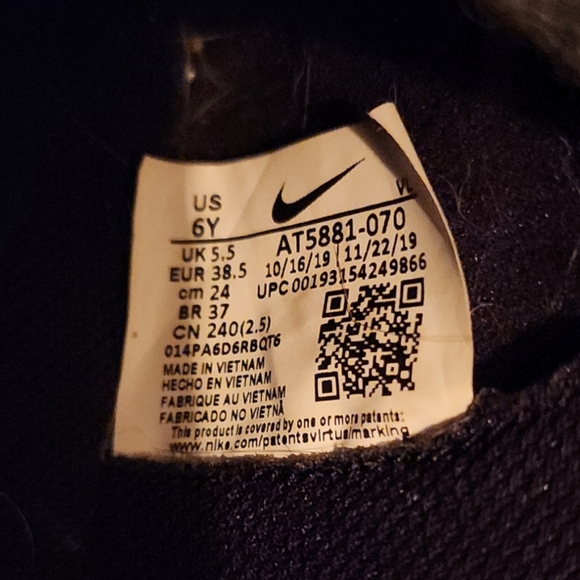 US
6Y
VL
AT5881-070
UK 5.5
10/16/19 11/22/19
EUR 38.5
UPC 00193154249866
cm 24
BR 37
CN 240(2.5)
014PA6D6RBQT6
MADE IN VIETNAM
HECHO EN VIETNAM
FABRIQUE AU VIETNAM
FABRICADO NO VIETNÃ
This product is covered by one or more patents:
www.nike.com/patentsvirtualmarking